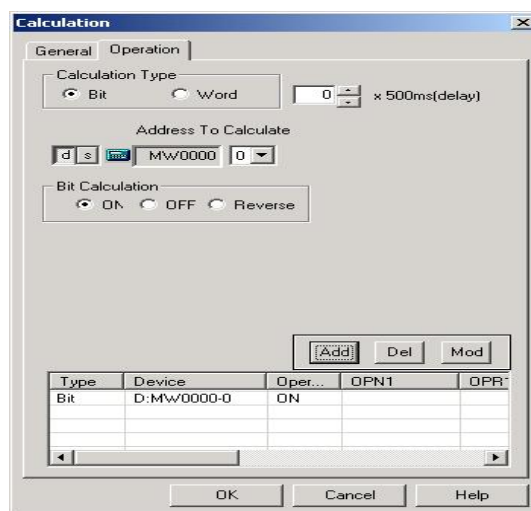 Calculation
General Operation
Calculation Type
Bit Word 0 x 500ms(delay)
Address To Calculate
d s MW0000 0
Bit Calculation
ON OFF Reverse
Add Del Mod
Type Device Oper... OPN1 OPR1
Bit D:MW0000-0 ON
OK Cancel Help